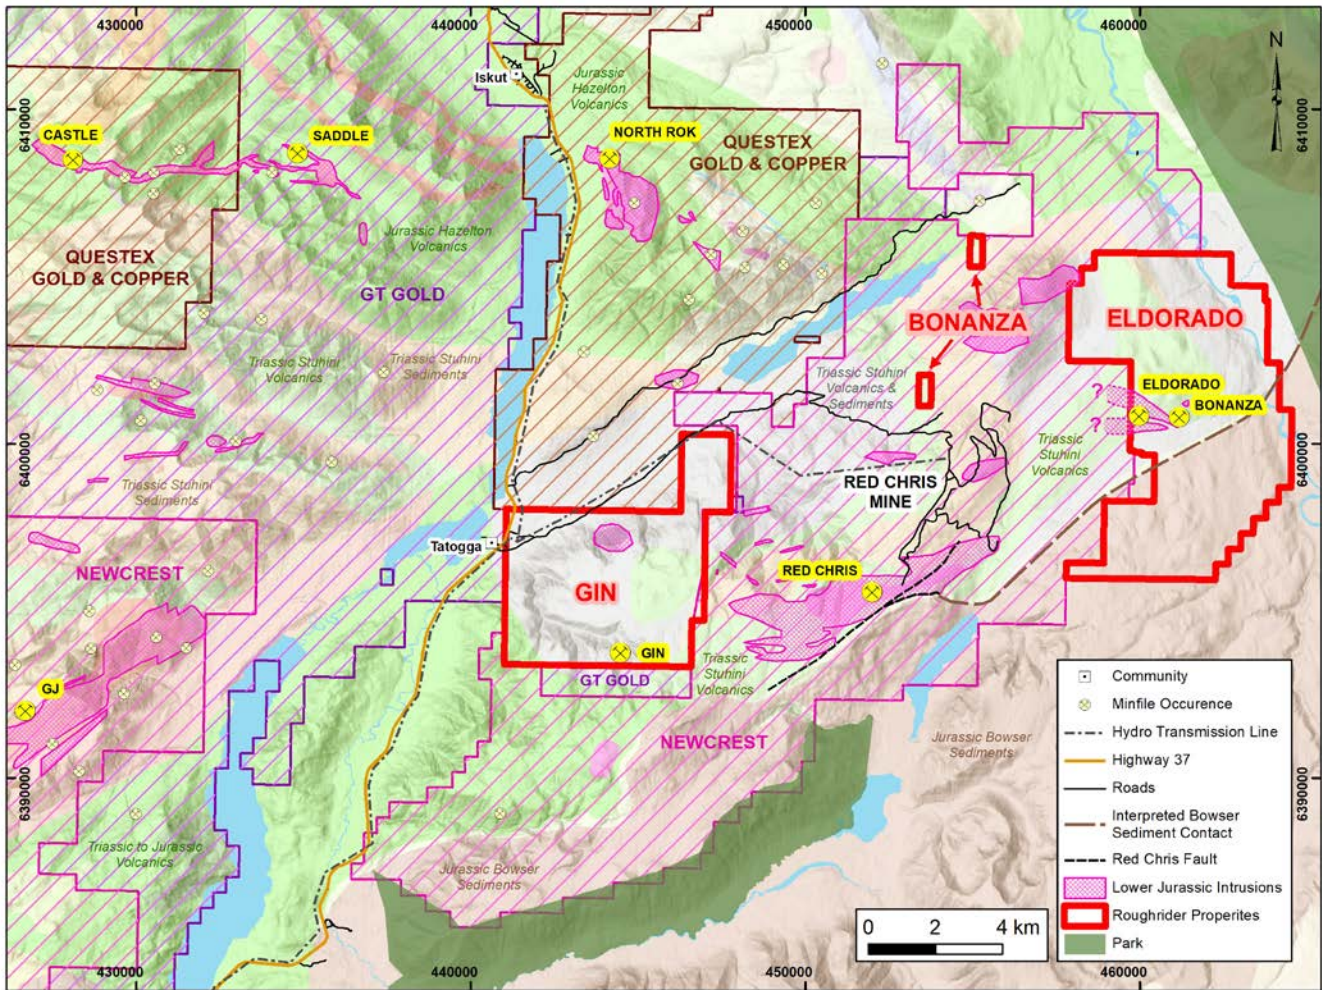 430000
440000
450000
460000
N
Iskut
Jurassic
Hazelton
Volcanics
6410000
6410000
CASTLE
SADDLE
NORTH ROK
QUESTEX
GOLD & COPPER
Jurassic Hazelton
Volcanics
QUESTEX
GOLD & COPPER
GT GOLD
BONANZA
ELDORADO
Triassic Stuhini
Volcanics
Triassic Stuhini
Sediments
Triassic Stuhini
Volcanics &
Sediments
ELDORADO
BONANZA
?
?
6400000
6400000
Triassic
Stuhini
Volcanics
Triassic Stuhini
Sediments
RED CHRIS
MINE
Tatogga
NEWCREST
RED CHRIS
GIN
GIN
GT GOLD
Triassic
Stuhini
Volcanics
GJ
NEWCREST
Jurassic Bowser
Sediments
6390000
6390000
Triassic to Jurassic
Volcanics
Jurassic Bowser
Sediments
Community
Minfile Occurence
Hydro Transmission Line
Highway 37
Roads
Interpreted Bowser
Sediment Contact
Red Chris Fault
Lower Jurassic Intrusions
Roughrider Properites
Park
0 2 4 km
430000
440000
450000
460000